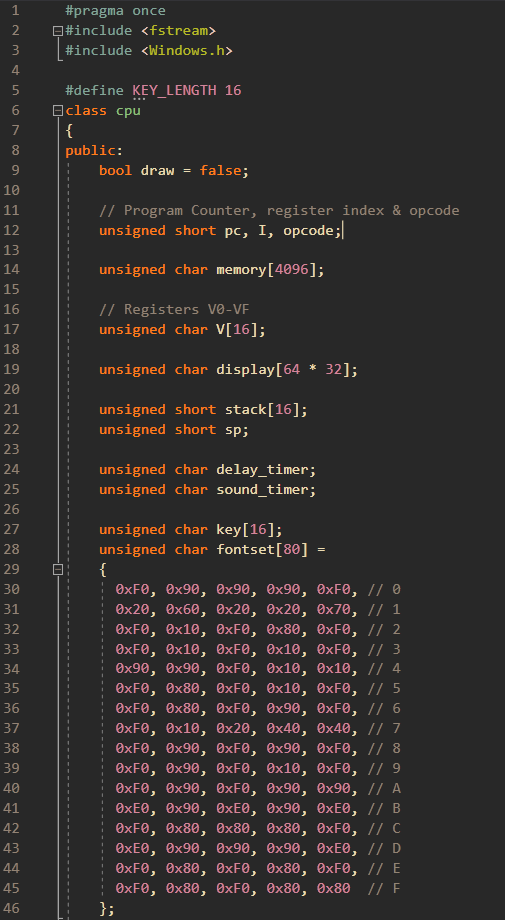 1 #pragma once
2 #include <fstream>
3 #include <Windows.h>
4
5 #define KEY_LENGTH 16
6 class cpu
7 {
8 public:
9 bool draw = false;
10
11 // Program Counter, register index & opcode
12 unsigned short pc, I, opcode;
13
14 unsigned char memory[4096];
15
16 // Registers V0-VF
17 unsigned char V[16];
18
19 unsigned char display[64 * 32];
20
21 unsigned short stack[16];
22 unsigned short sp;
23
24 unsigned char delay_timer;
25 unsigned char sound_timer;
26
27 unsigned char key[16];
28 unsigned char fontset[80] =
29 {
30 0xF0, 0x90, 0x90, 0x90, 0xF0, // 0
31 0x20, 0x60, 0x20, 0x20, 0x70, // 1
32 0xF0, 0x10, 0xF0, 0x80, 0xF0, // 2
33 0xF0, 0x10, 0xF0, 0x10, 0xF0, // 3
34 0x90, 0x90, 0xF0, 0x10, 0x10, // 4
35 0xF0, 0x80, 0xF0, 0x10, 0xF0, // 5
36 0xF0, 0x80, 0xF0, 0x90, 0xF0, // 6
37 0xF0, 0x10, 0x20, 0x40, 0x40, // 7
38 0xF0, 0x90, 0xF0, 0x90, 0xF0, // 8
39 0xF0, 0x90, 0xF0, 0x10, 0xF0, // 9
40 0xF0, 0x90, 0xF0, 0x90, 0x90, // A
41 0xE0, 0x90, 0xE0, 0x90, 0xE0, // B
42 0xF0, 0x80, 0x80, 0x80, 0xF0, // C
43 0xE0, 0x90, 0x90, 0x90, 0xE0, // D
44 0xF0, 0x80, 0xF0, 0x80, 0xF0, // E
45 0xF0, 0x80, 0xF0, 0x80, 0x80 // F
46 };